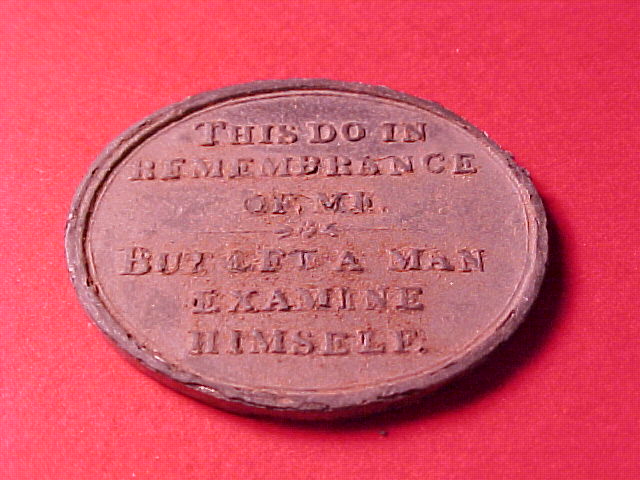 THIS DO IN
REMEMBRANCE
OF ME.
BUT LET A MAN
EXAMINE
HIMSELF.